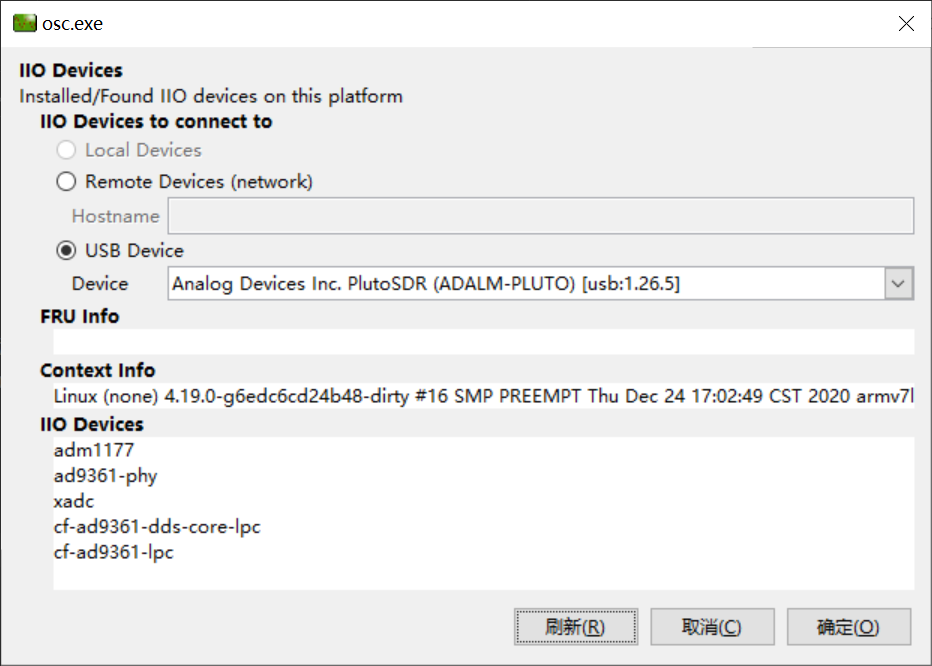 osc.exe
IIO Devices
Installed/Found IIO devices on this platform
IIO Devices to connect to
Local Devices
Remote Devices (network)
Hostname
USB Device
Device Analog Devices Inc. PlutoSDR (ADALM-PLUTO) [usb:1.26.5]
FRU Info
Context Info
Linux (none) 4.19.0-g6edc6cd24b48-dirty #16 SMP PREEMPT Thu Dec 24 17:02:49 CST 2020 armv7l
IIO Devices
adm1177
ad9361-phy
xadc
cf-ad9361-dds-core-lpc
cf-ad9361-lpc
刷新(R) 取消(C) 确定(O)